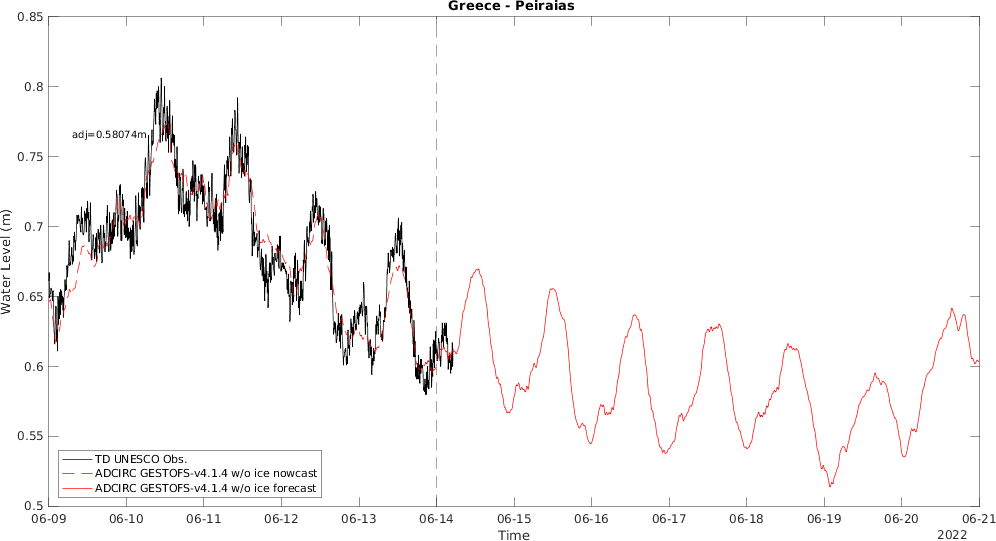 Greece - Peiraias
0.85
0.8
0.75
0.7
0.65
0.6
0.55
0.5
Water Level (m)
adj=0.58074m
TD UNESCO Obs.
ADCIRC GESTOFS-v4.1.4 w/o ice nowcast
ADCIRC GESTOFS-v4.1.4 w/o ice forecast
06-09 06-10 06-11 06-12 06-13 06-14 06-15 06-16 06-17 06-18 06-19 06-20 06-21
Time
2022